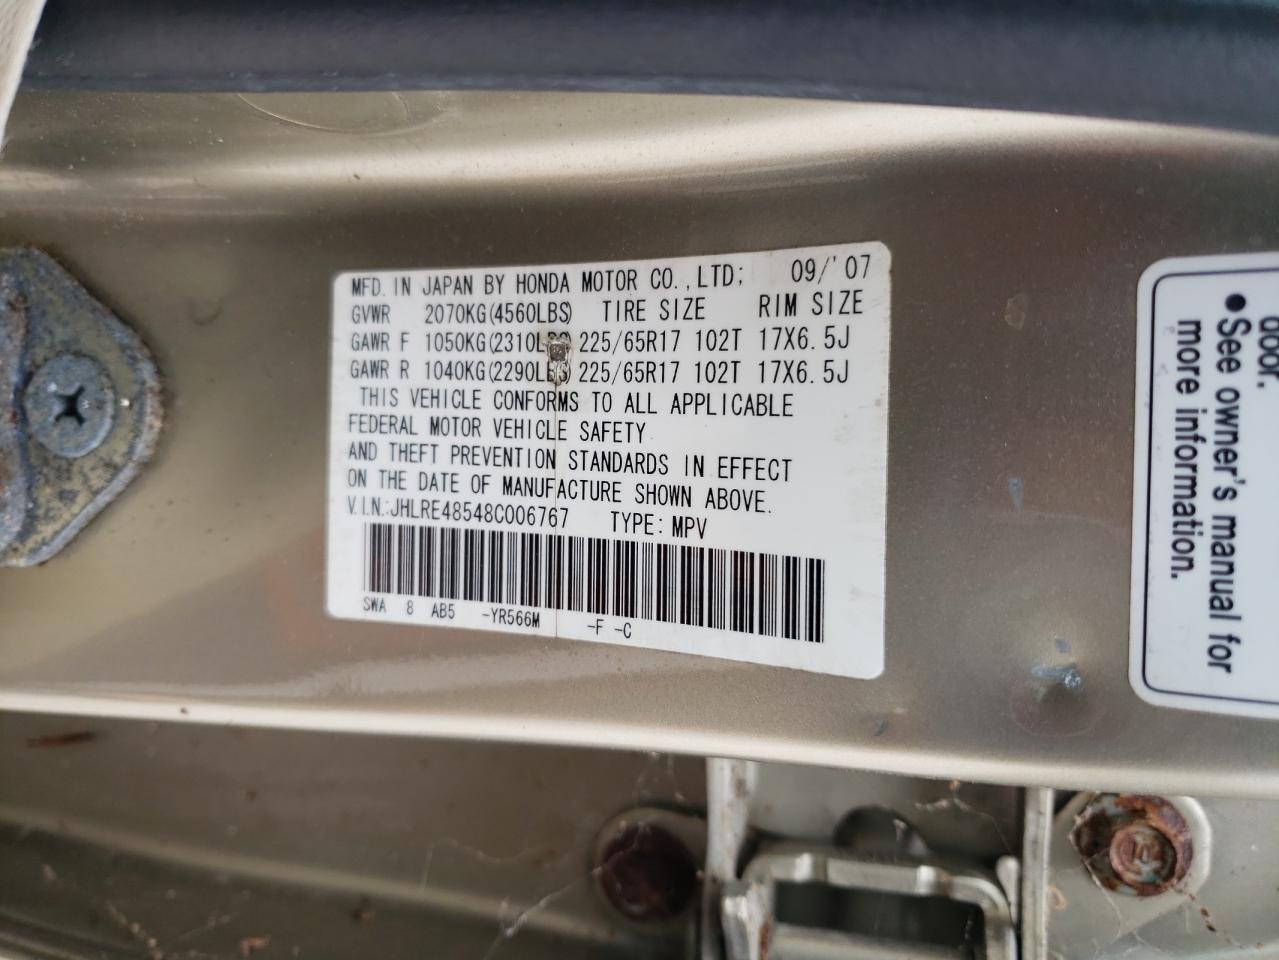 MFD. IN JAPAN BY HONDA MOTOR CO.,LTD; 09/'07
GVWR 2070KG(4560LBS) TIRE SIZE RIM SIZE
GAWR F 1050KG(2310LBS) 225/65R17 102T 17X6.5J
GAWR R 1040KG(2290LBS) 225/65R17 102T 17X6.5J
THIS VEHICLE CONFORMS TO ALL APPLICABLE
FEDERAL MOTOR VEHICLE SAFETY
AND THEFT PREVENTION STANDARDS IN EFFECT
ON THE DATE OF MANUFACTURE SHOWN ABOVE.
V.I.N.:JHLRE48548C006767 TYPE: MPV
SWA 8 AB5 -YR566M -F -C
door.
●See owner's manual for
more information.